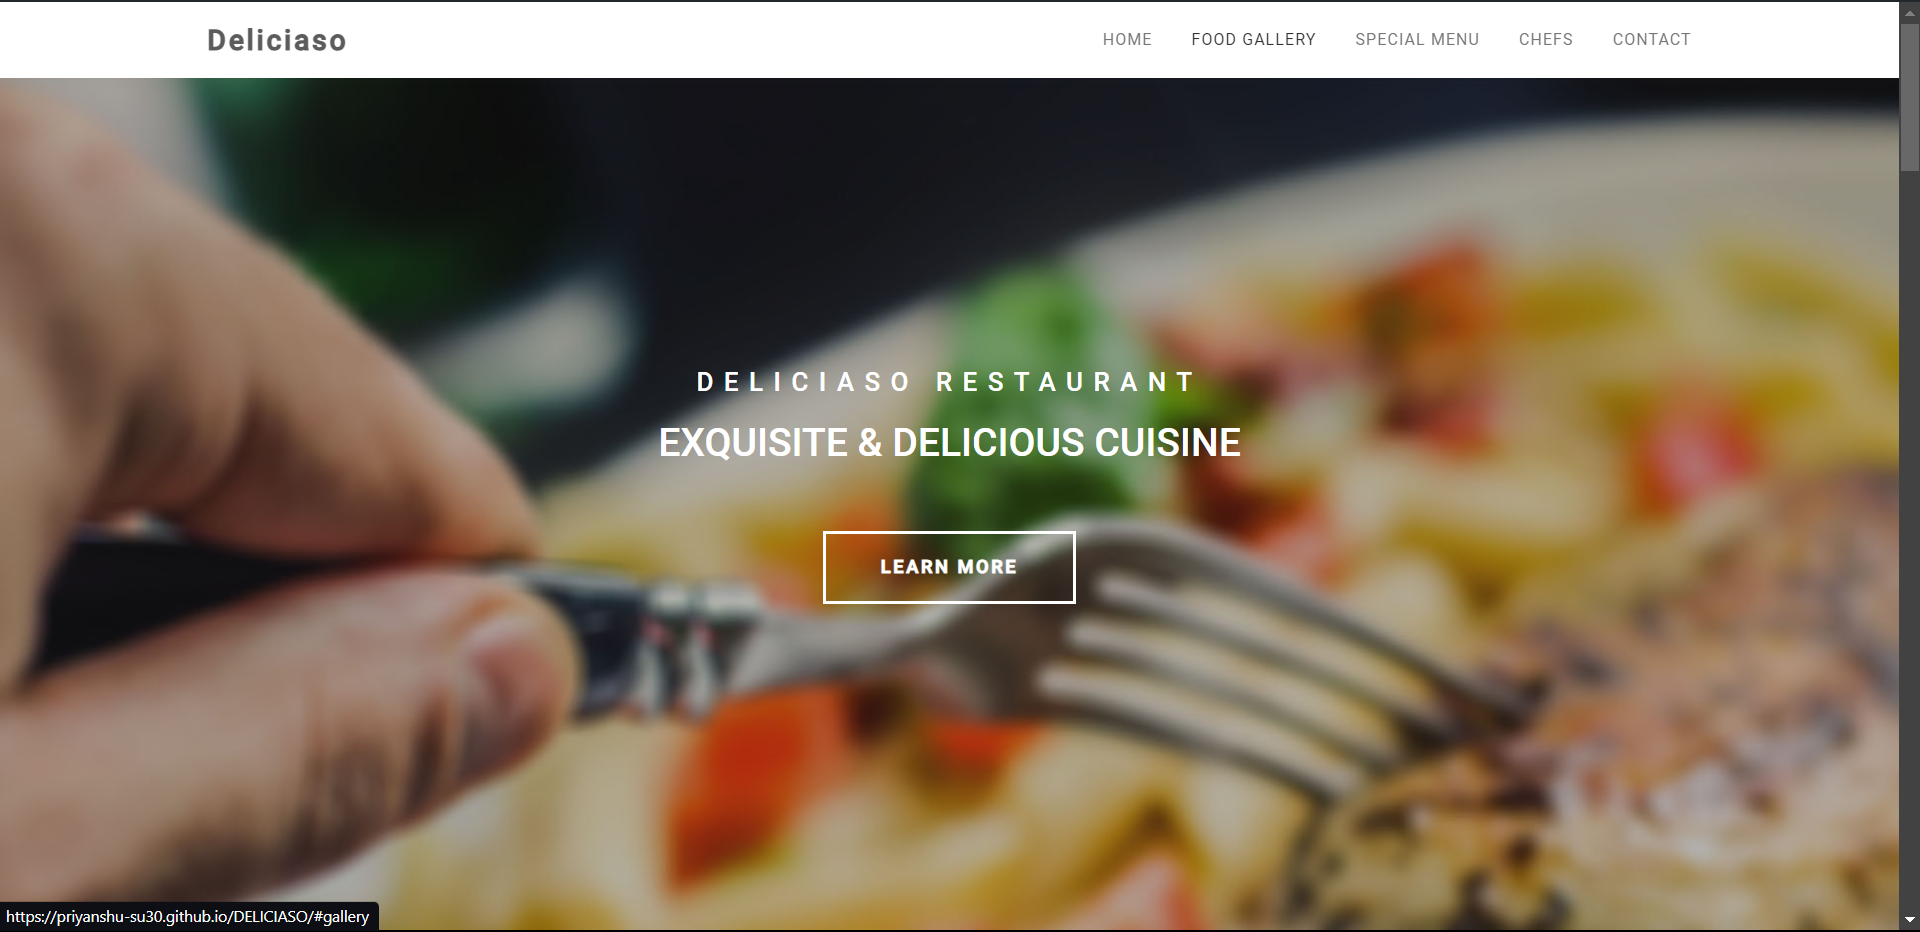 Deliciaso
HOME FOOD GALLERY SPECIAL MENU CHEFS CONTACT
DELICIASO RESTAURANT
EXQUISITE & DELICIOUS CUISINE
LEARN MORE
https://priyanshu-su30.github.io/DELICIASO/#gallery